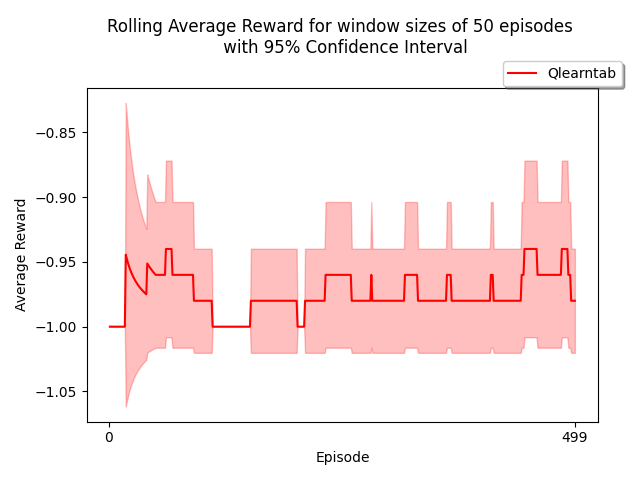 Rolling Average Reward for window sizes of 50 episodes
with 95% Confidence Interval
Qlearntab
−0.85
−0.90
−0.95
−1.00
−1.05
Average Reward
0
499
Episode